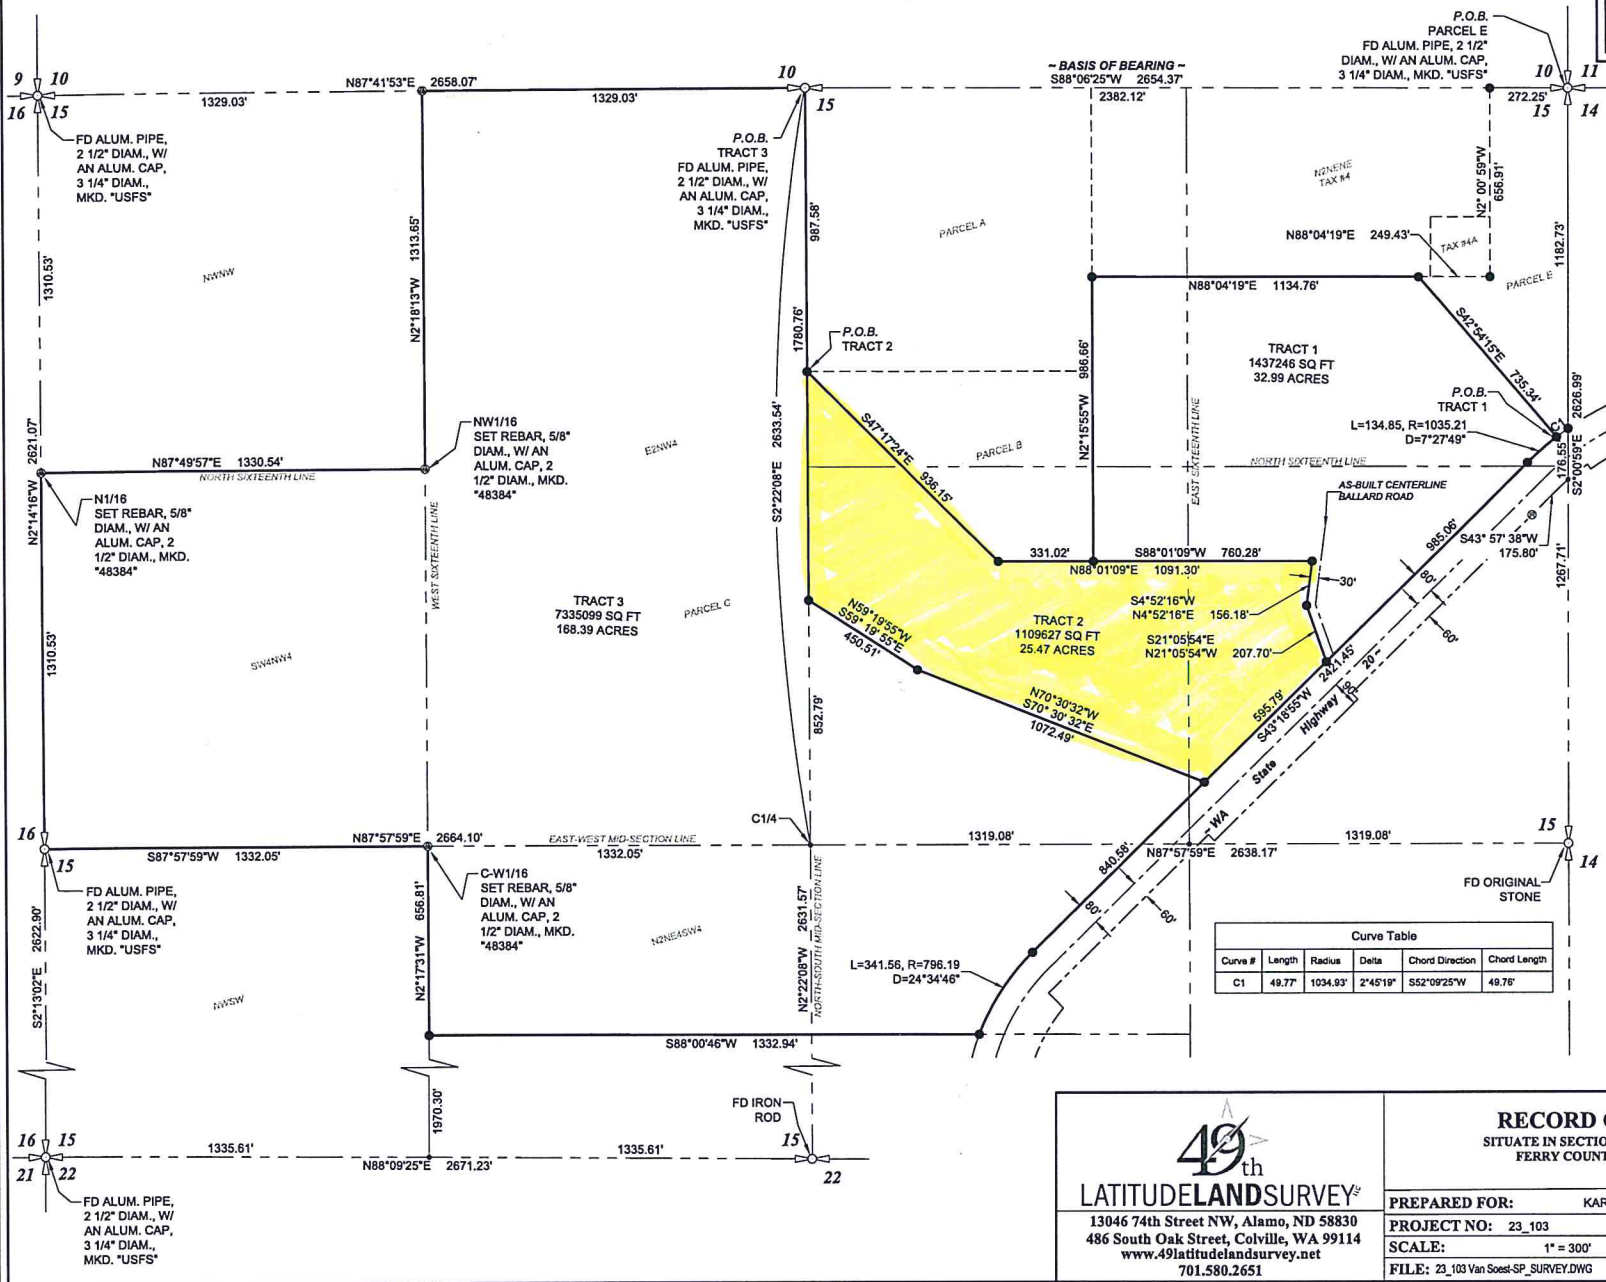 P.O.B.
PARCEL E
FD ALUM. PIPE, 2 1/2"
DIAM., W/ AN ALUM. CAP,
3 1/4" DIAM., MKD. "USFS"
10 11
15 14
9 10
16 15
N87°41'53"E 2658.07'
1329.03'
1329.03'
10
15
~ BASIS OF BEARING ~
S88°06'25"W 2654.37'
2382.12'
272.25'
FD ALUM. PIPE,
2 1/2" DIAM., W/
AN ALUM. CAP,
3 1/4" DIAM.,
MKD. "USFS"
P.O.B.
TRACT 3
FD ALUM. PIPE,
2 1/2" DIAM., W/
AN ALUM. CAP,
3 1/4" DIAM.,
MKD. "USFS"
987.58'
PARCEL A
N2NENE
TAX #4
N2° 00' 59"W
656.91'
N88°04'19"E 249.43'
TAX #4A
1182.73'
PARCEL E
1310.53'
NWNW
N2°18'13"W 1313.65'
N88°04'19"E 1134.76'
1780.76'
P.O.B.
TRACT 2
986.66'
TRACT 1
1437246 SQ FT
32.99 ACRES
S42°54'15"E 735.34'
P.O.B.
TRACT 1
L=134.85, R=1035.21
D=7°27'49"
C1
176.55'
2626.99'
S2°00'59"E
S2°22'08"E 2633.54'
S47°17'24"E 936.15'
N2°15'55"W
PARCEL B
EAST SIXTEENTH LINE
NORTH SIXTEENTH LINE
AS-BUILT CENTERLINE
BALLARD ROAD
S43° 57' 38"W
175.80'
985.06'
NW1/16
SET REBAR, 5/8"
DIAM., W/ AN
ALUM. CAP, 2
1/2" DIAM., MKD.
"48384"
E2NW4
N2°14'16"W 2621.07'
N87°49'57"E 1330.54'
NORTH SIXTEENTH LINE
N1/16
SET REBAR, 5/8"
DIAM., W/ AN
ALUM. CAP, 2
1/2" DIAM., MKD.
"48384"
WEST SIXTEENTH LINE
331.02'
S88°01'09"W 760.28'
N88°01'09"E 1091.30'
30'
80'
60'
1267.71'
TRACT 3
7335099 SQ FT
168.39 ACRES
PARCEL C
N59°19'55"W
S59° 19' 55"E
450.51'
TRACT 2
1109627 SQ FT
25.47 ACRES
S4°52'16"W
N4°52'16"E 156.18'
S21°05'54"E
N21°05'54"W 207.70'
1310.53'
SW4NW4
852.79'
N70°30'32"W
S70° 30' 32"E
1072.49'
595.79'
S43°18'55"W 2421.45'
~ WA State Highway 20 ~
60'
16
15
N87°57'59"E 2664.10'
S87°57'59"W 1332.05'
EAST-WEST MID-SECTION LINE
1332.05'
C1/4
1319.08'
N87°57'59"E 2638.17'
1319.08'
15
14
FD ALUM. PIPE,
2 1/2" DIAM., W/
AN ALUM. CAP,
3 1/4" DIAM.,
MKD. "USFS"
C-W1/16
SET REBAR, 5/8"
DIAM., W/ AN
ALUM. CAP, 2
1/2" DIAM., MKD.
"48384"
840.58'
80'
60'
FD ORIGINAL
STONE
S2°13'02"E 2622.90'
NWSW
N2°17'31"W 656.81'
N2NE4SW4
N2°22'08"W 2631.57'
NORTH-SOUTH MID-SECTION LINE
L=341.56, R=796.19
D=24°34'46"
S88°00'46"W 1332.94'
Curve Table
Curve # Length Radius Delta Chord Direction Chord Length
C1 49.77' 1034.93' 2°45'19" S52°09'25"W 49.76'
1970.30'
FD IRON
ROD
16 15
21 22
1335.61'
N88°09'25"E 2671.23'
1335.61'
15
22
FD ALUM. PIPE,
2 1/2" DIAM., W/
AN ALUM. CAP,
3 1/4" DIAM.,
MKD. "USFS"
49th
LATITUDELANDSURVEY LLC
13046 74th Street NW, Alamo, ND 58830
486 South Oak Street, Colville, WA 99114
www.49latitudelandsurvey.net
701.580.2651
RECORD
SITUATE IN SECTIO
FERRY COUNT
PREPARED FOR: KAR
PROJECT NO: 23_103
SCALE: 1" = 300'
FILE: 23_103 Van Soest-SP_SURVEY.DWG